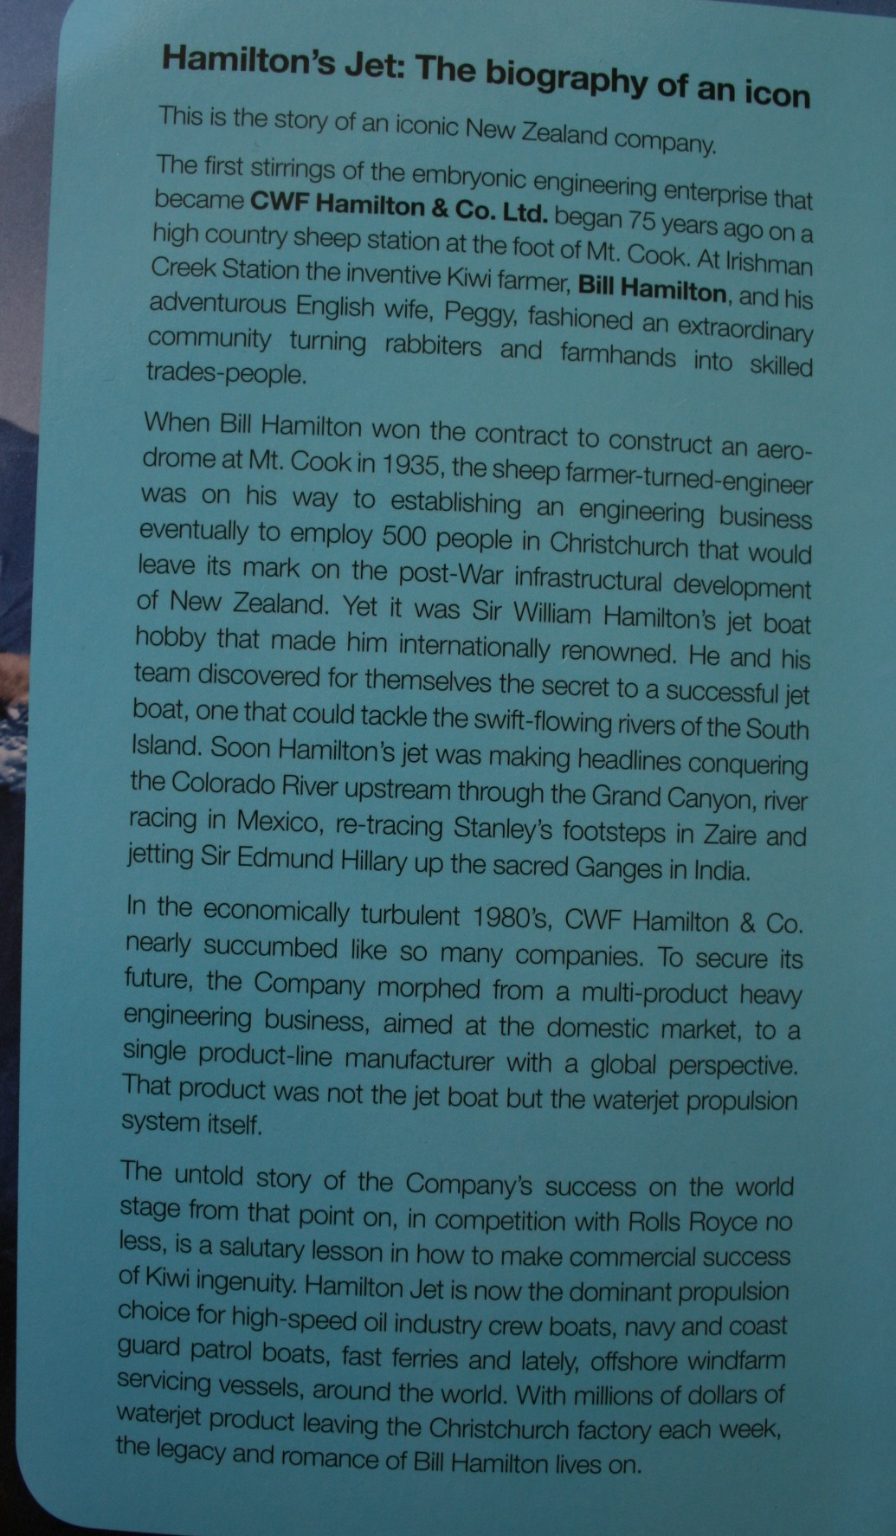 Hamilton's Jet: The biography of an icon
This is the story of an iconic New Zealand company.
The first stirrings of the embryonic engineering enterprise that
became CWF Hamilton & Co. Ltd. began 75 years ago on a
high country sheep station at the foot of Mt. Cook. At Irishman
Creek Station the inventive Kiwi farmer, Bill Hamilton, and his
adventurous English wife, Peggy, fashioned an extraordinary
community turning rabbiters and farmhands into skilled
trades-people.
When Bill Hamilton won the contract to construct an aero-
drome at Mt. Cook in 1935, the sheep farmer-turned-engineer
was on his way to establishing an engineering business
eventually to employ 500 people in Christchurch that would
leave its mark on the post-War infrastructural development
of New Zealand. Yet it was Sir William Hamilton's jet boat
hobby that made him internationally renowned. He and his
team discovered for themselves the secret to a successful jet
boat, one that could tackle the swift-flowing rivers of the South
Island. Soon Hamilton's jet was making headlines conquering
the Colorado River upstream through the Grand Canyon, river
racing in Mexico, re-tracing Stanley's footsteps in Zaire and
jetting Sir Edmund Hillary up the sacred Ganges in India.
In the economically turbulent 1980's, CWF Hamilton & Co.
nearly succumbed like so many companies. To secure its
future, the Company morphed from a multi-product heavy
engineering business, aimed at the domestic market, to a
single product-line manufacturer with a global perspective.
That product was not the jet boat but the waterjet propulsion
system itself.
The untold story of the Company's success on the world
stage from that point on, in competition with Rolls Royce no
less, is a salutary lesson in how to make commercial success
of Kiwi ingenuity. Hamilton Jet is now the dominant propulsion
choice for high-speed oil industry crew boats, navy and coast
guard patrol boats, fast ferries and lately, offshore windfarm
servicing vessels, around the world. With millions of dollars of
waterjet product leaving the Christchurch factory each week,
the legacy and romance of Bill Hamilton lives on.